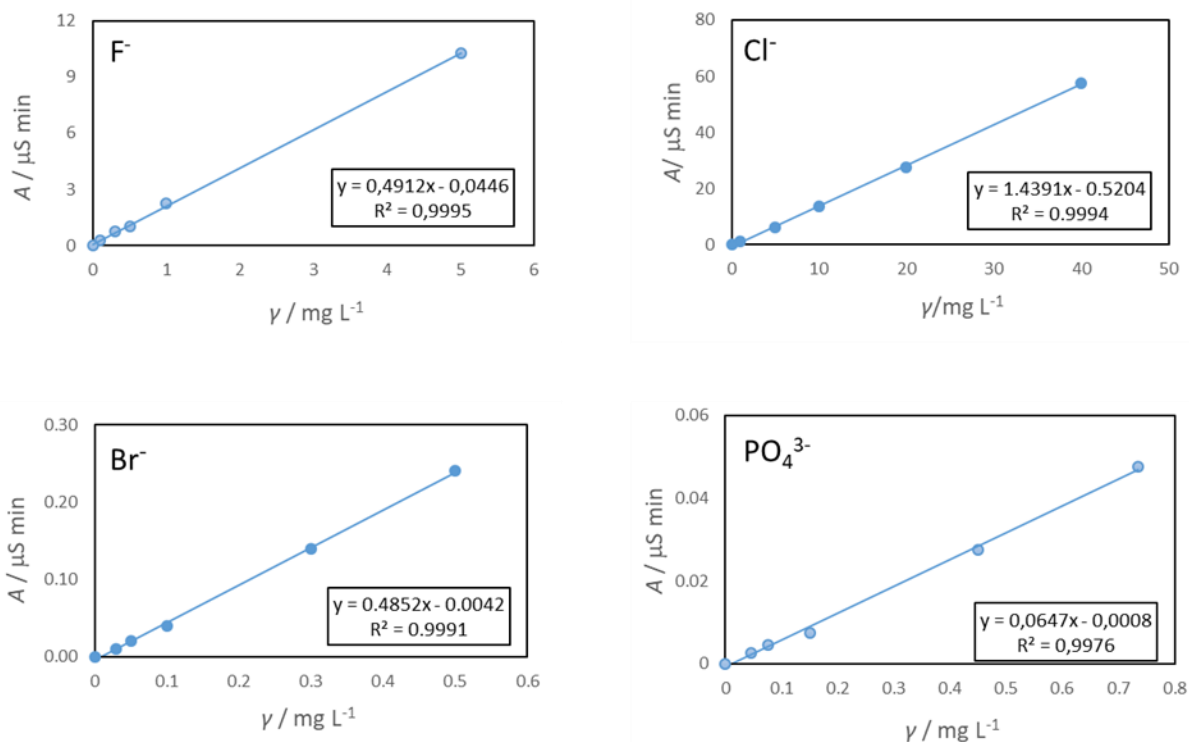 F⁻
12
9
6
3
0
A / µS min
y = 0,4912x - 0,0446
R² = 0,9995
0 1 2 3 4 5 6
γ / mg L⁻¹
Cl⁻
80
60
40
20
0
A/ µS min
y = 1.4391x - 0.5204
R² = 0.9994
0 10 20 30 40 50
γ/mg L⁻¹
Br⁻
0.30
0.20
0.10
0.00
A / µS min
y = 0.4852x - 0.0042
R² = 0.9991
0 0.1 0.2 0.3 0.4 0.5 0.6
γ / mg L⁻¹
PO₄³⁻
0.06
0.04
0.02
0
A / µS min
y = 0,0647x - 0,0008
R² = 0,9976
0 0.1 0.2 0.3 0.4 0.5 0.6 0.7 0.8
γ / mg L⁻¹